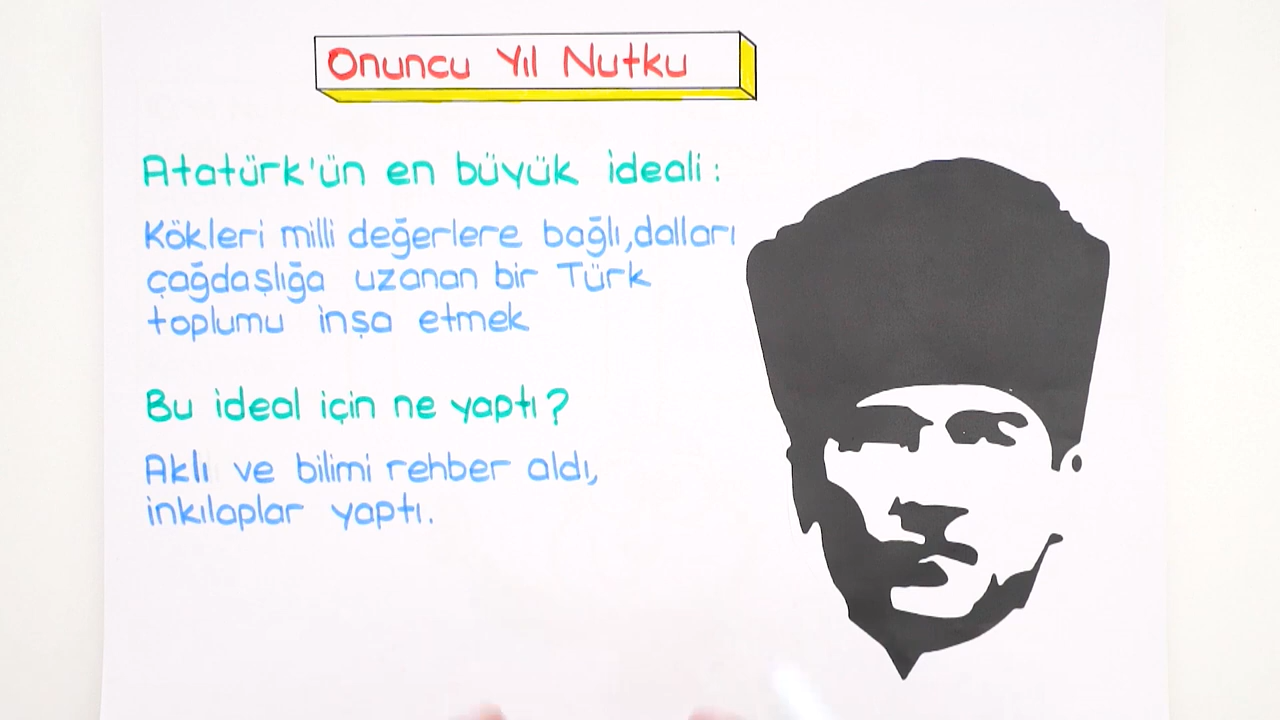 Onuncu Yıl Nutku
Atatürk'ün en büyük ideali:
Kökleri milli değerlere bağlı, dalları
çağdaşlığa uzanan bir Türk
toplumu inşa etmek
Bu ideal için ne yaptı?
Aklı ve bilimi rehber aldı,
inkılaplar yaptı.